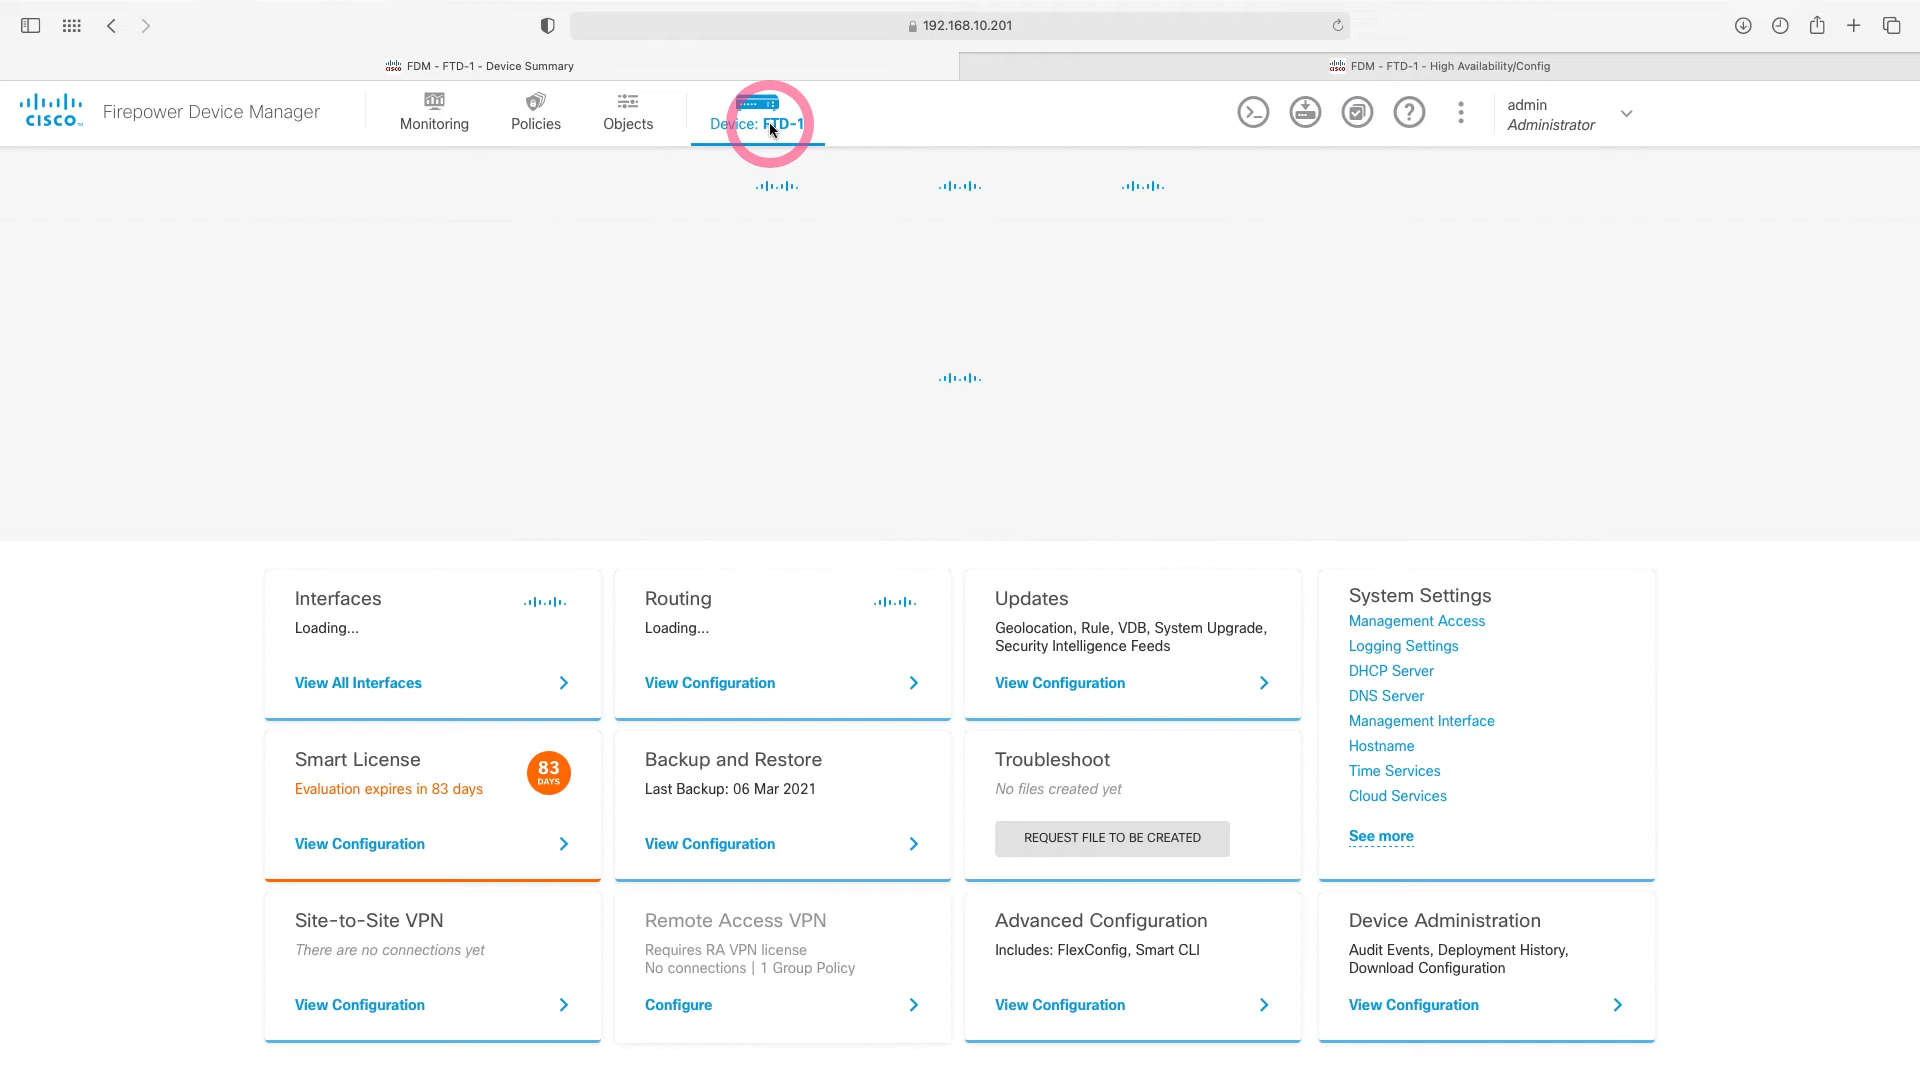 192.168.10.201
FDM - FTD-1 - Device Summary
FDM - FTD-1 - High Availability/Config
CISCO
Firepower Device Manager
Monitoring
Policies
Objects
Device: FTD-1
admin
Administrator
Interfaces
Loading...
View All Interfaces
Routing
Loading...
View Configuration
Updates
Geolocation, Rule, VDB, System Upgrade,
Security Intelligence Feeds
View Configuration
System Settings
Management Access
Logging Settings
DHCP Server
DNS Server
Management Interface
Hostname
Time Services
Cloud Services
See more
Smart License
Evaluation expires in 83 days
83
DAYS
View Configuration
Backup and Restore
Last Backup: 06 Mar 2021
View Configuration
Troubleshoot
No files created yet
REQUEST FILE TO BE CREATED
Site-to-Site VPN
There are no connections yet
View Configuration
Remote Access VPN
Requires RA VPN license
No connections | 1 Group Policy
Configure
Advanced Configuration
Includes: FlexConfig, Smart CLI
View Configuration
Device Administration
Audit Events, Deployment History,
Download Configuration
View Configuration